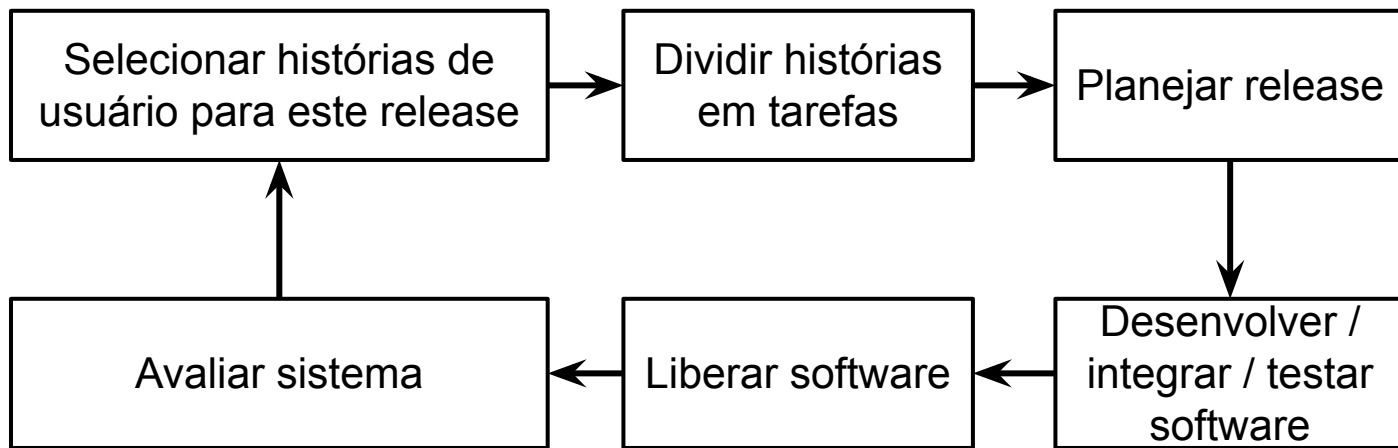 Selecionar histórias de
usuário para este release
Dividir histórias
em tarefas
Planejar release
Desenvolver /
integrar / testar
software
Liberar software
Avaliar sistema